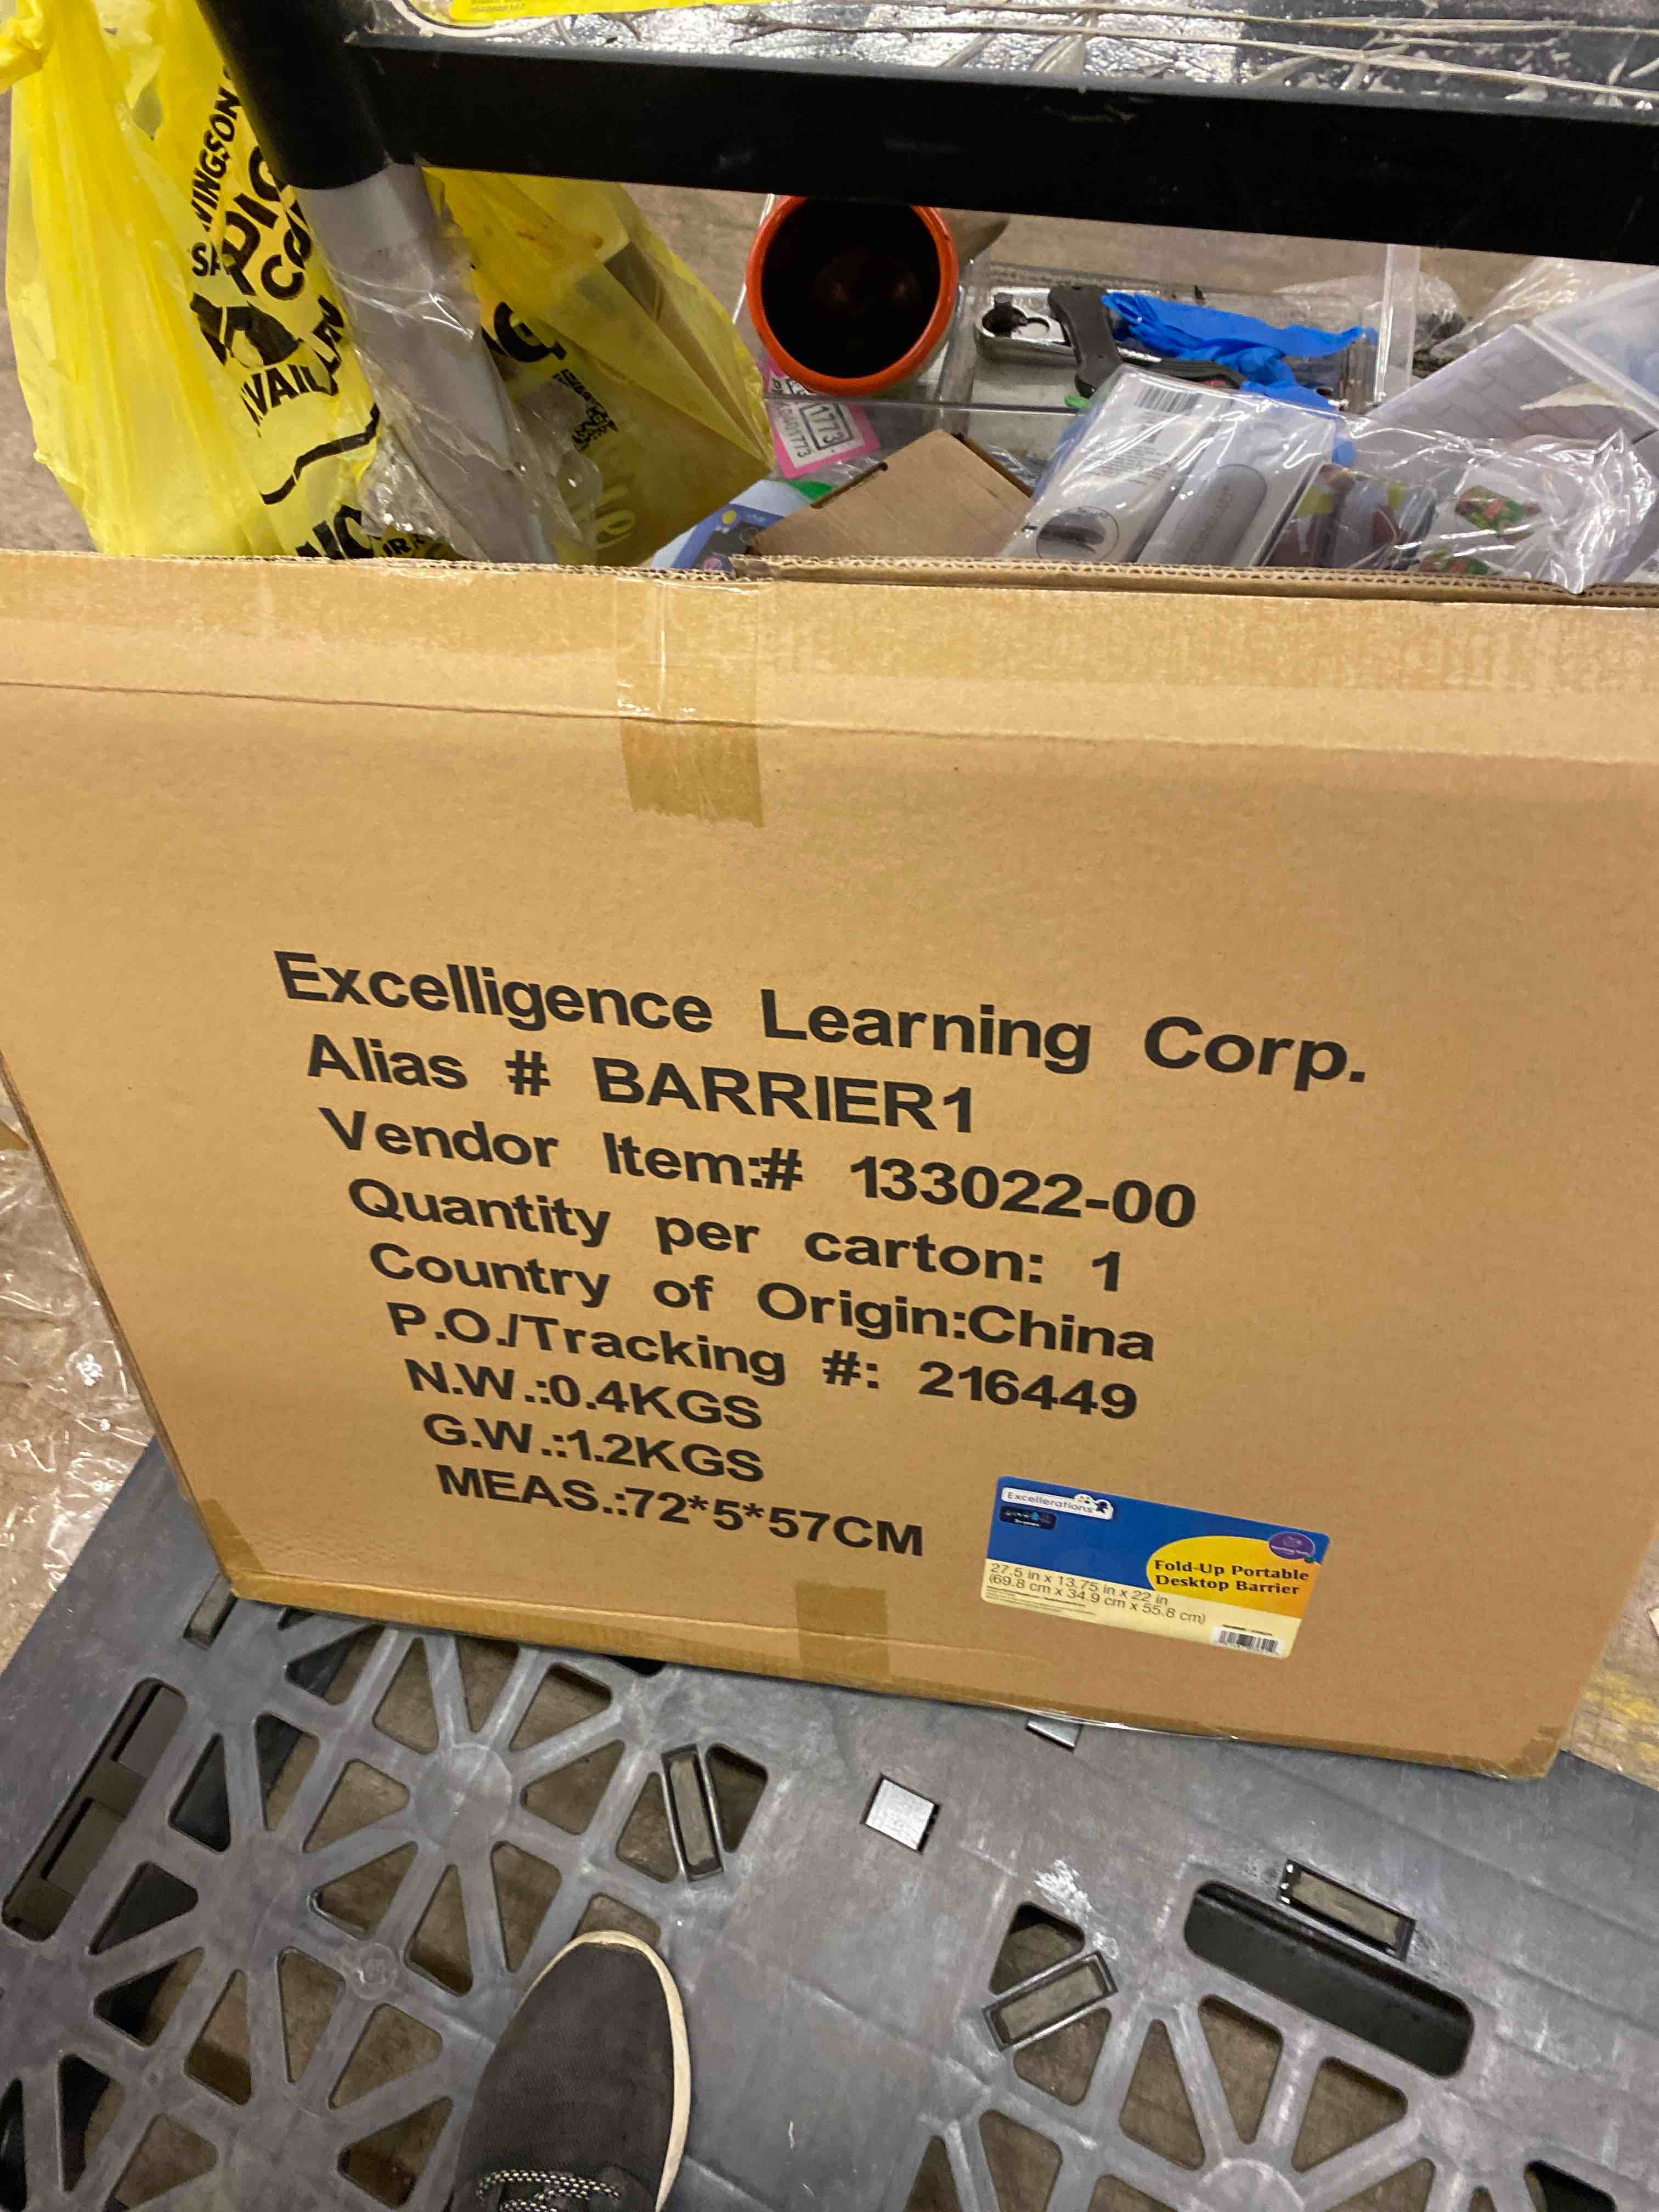 AVAIL
1773
Excelligence Learning Corp.
Alias # BARRIER1
Vendor Item:# 133022-00
Quantity per carton: 1
Country of Origin:China
P.O./Tracking #: 216449
N.W.:0.4KGS
G.W.:1.2KGS
MEAS.:72*5*57CM
Excellerations
Fold-Up Portable
Desktop Barrier
27.5 in x 13.75 in x 22 in
(69.8 cm x 34.9 cm x 55.8 cm)